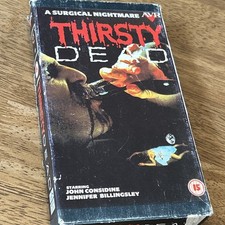 A SURGICAL NIGHTMARE AVR
THIRSTY
DEAD
STARRING
JOHN CONSIDINE
JENNIFER BILLINGSLEY
15